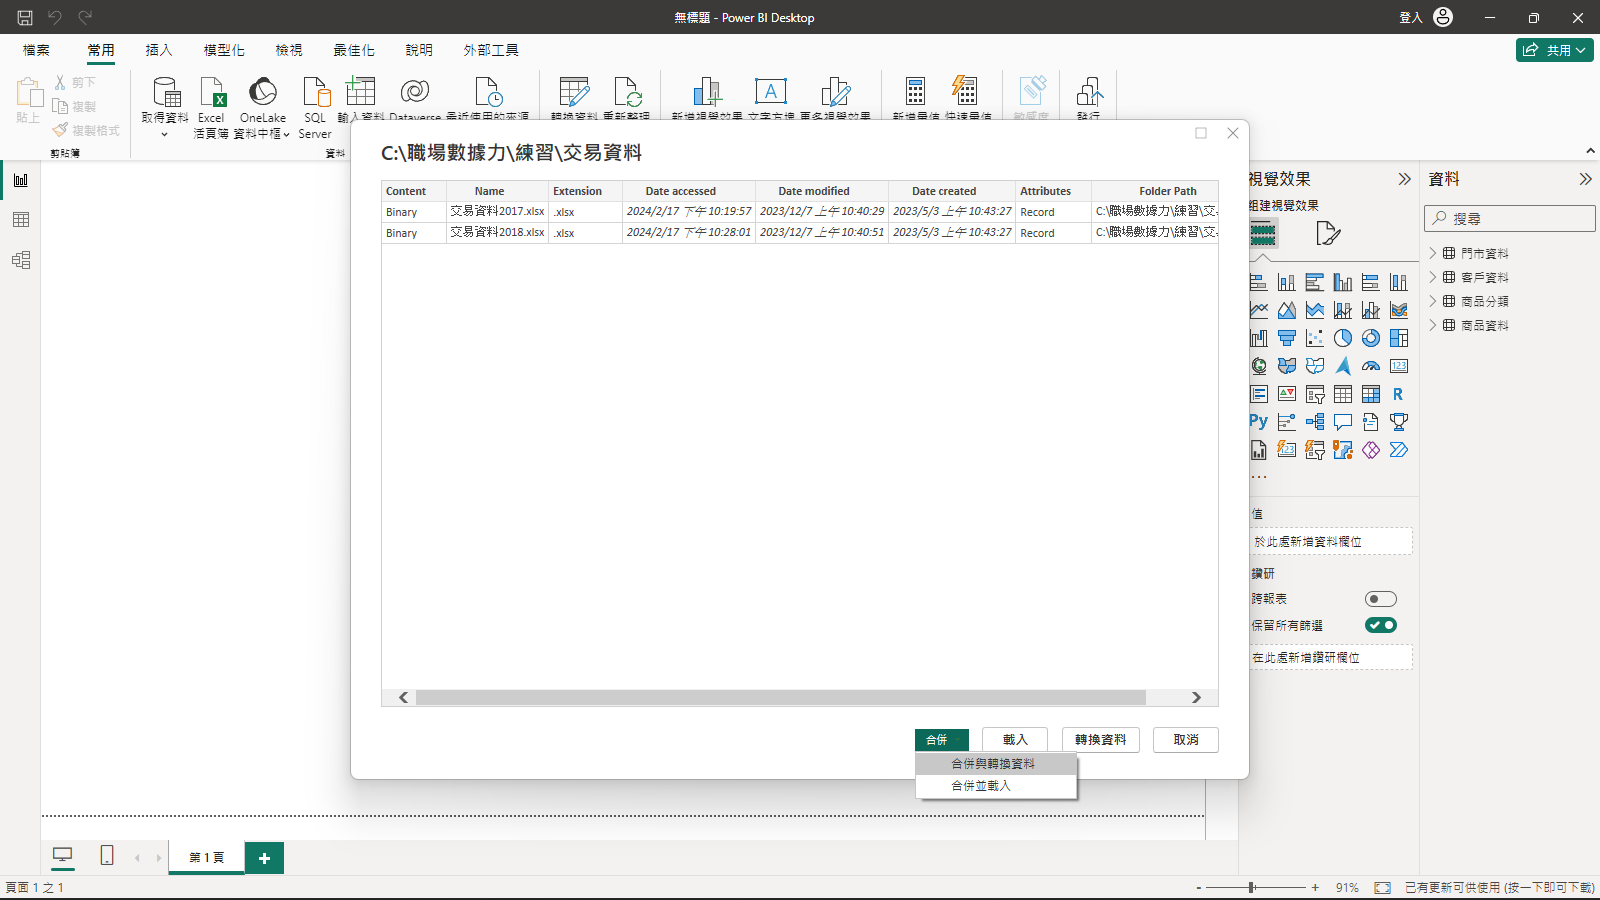 無標題 - Power BI Desktop
登入
檔案 常用 插入 模型化 檢視 最佳化 說明 外部工具
共用
貼上
剪下
複製
複製格式
剪貼簿
取得資料
Excel
活頁簿
OneLake
資料中樞
SQL
Server
輸入資料
Dataverse
最近使用的來源
資料
轉換資料
重新整理
新增視覺效果
文字方塊
更多視覺效果
新增量值
快速量值
敏感度
發行
C:\職場數據力\練習\交易資料
Content Name Extension Date accessed Date modified Date created Attributes Folder Path
Binary 交易資料2017.xlsx .xlsx 2024/2/17 下午 10:19:57 2023/12/7 上午 10:40:29 2023/5/3 上午 10:43:27 Record C:\職場數據力\練習\交
Binary 交易資料2018.xlsx .xlsx 2024/2/17 下午 10:28:01 2023/12/7 上午 10:40:51 2023/5/3 上午 10:43:27 Record C:\職場數據力\練習\交
合併 載入 轉換資料 取消
合併與轉換資料
合併並載入
視覺效果
組建視覺效果
123
R
Py
123
值
於此處新增資料欄位
鑽研
跨報表
保留所有篩選
在此處新增鑽研欄位
資料
搜尋
門市資料
客戶資料
商品分類
商品資料
第 1 頁
頁面 1 之 1
- + 91%
已有更新可供使用 (按一下即可下載)